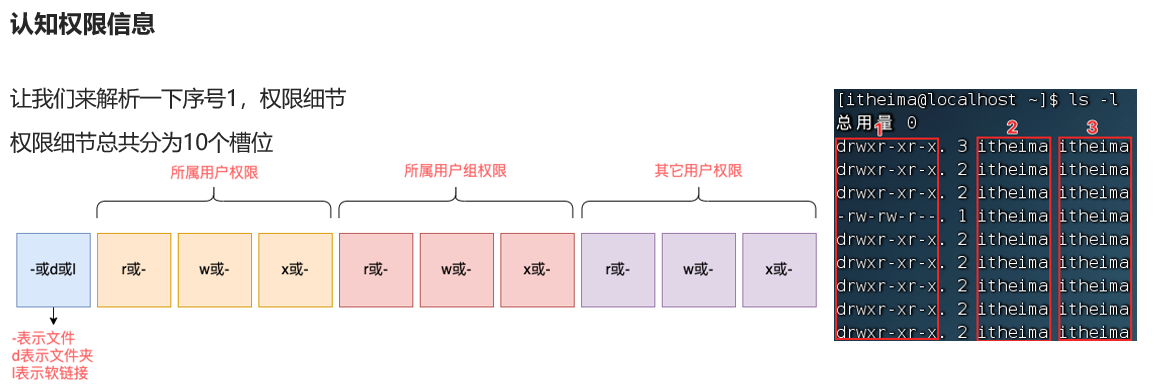 认知权限信息
让我们来解析一下序号1，权限细节
权限细节总共分为10个槽位
所属用户权限 所属用户组权限 其它用户权限
-或d或l r或- w或- x或- r或- w或- x或- r或- w或- x或-
-表示文件
d表示文件夹
l表示软链接
[itheima@localhost ~]$ ls -l
总用量 0
1 2 3
drwxr-xr-x. 3 itheima itheima
drwxr-xr-x. 2 itheima itheima
drwxr-xr-x. 2 itheima itheima
-rw-rw-r--. 1 itheima itheima
drwxr-xr-x. 2 itheima itheima
drwxr-xr-x. 2 itheima itheima
drwxr-xr-x. 2 itheima itheima
drwxr-xr-x. 2 itheima itheima
drwxr-xr-x. 2 itheima itheima